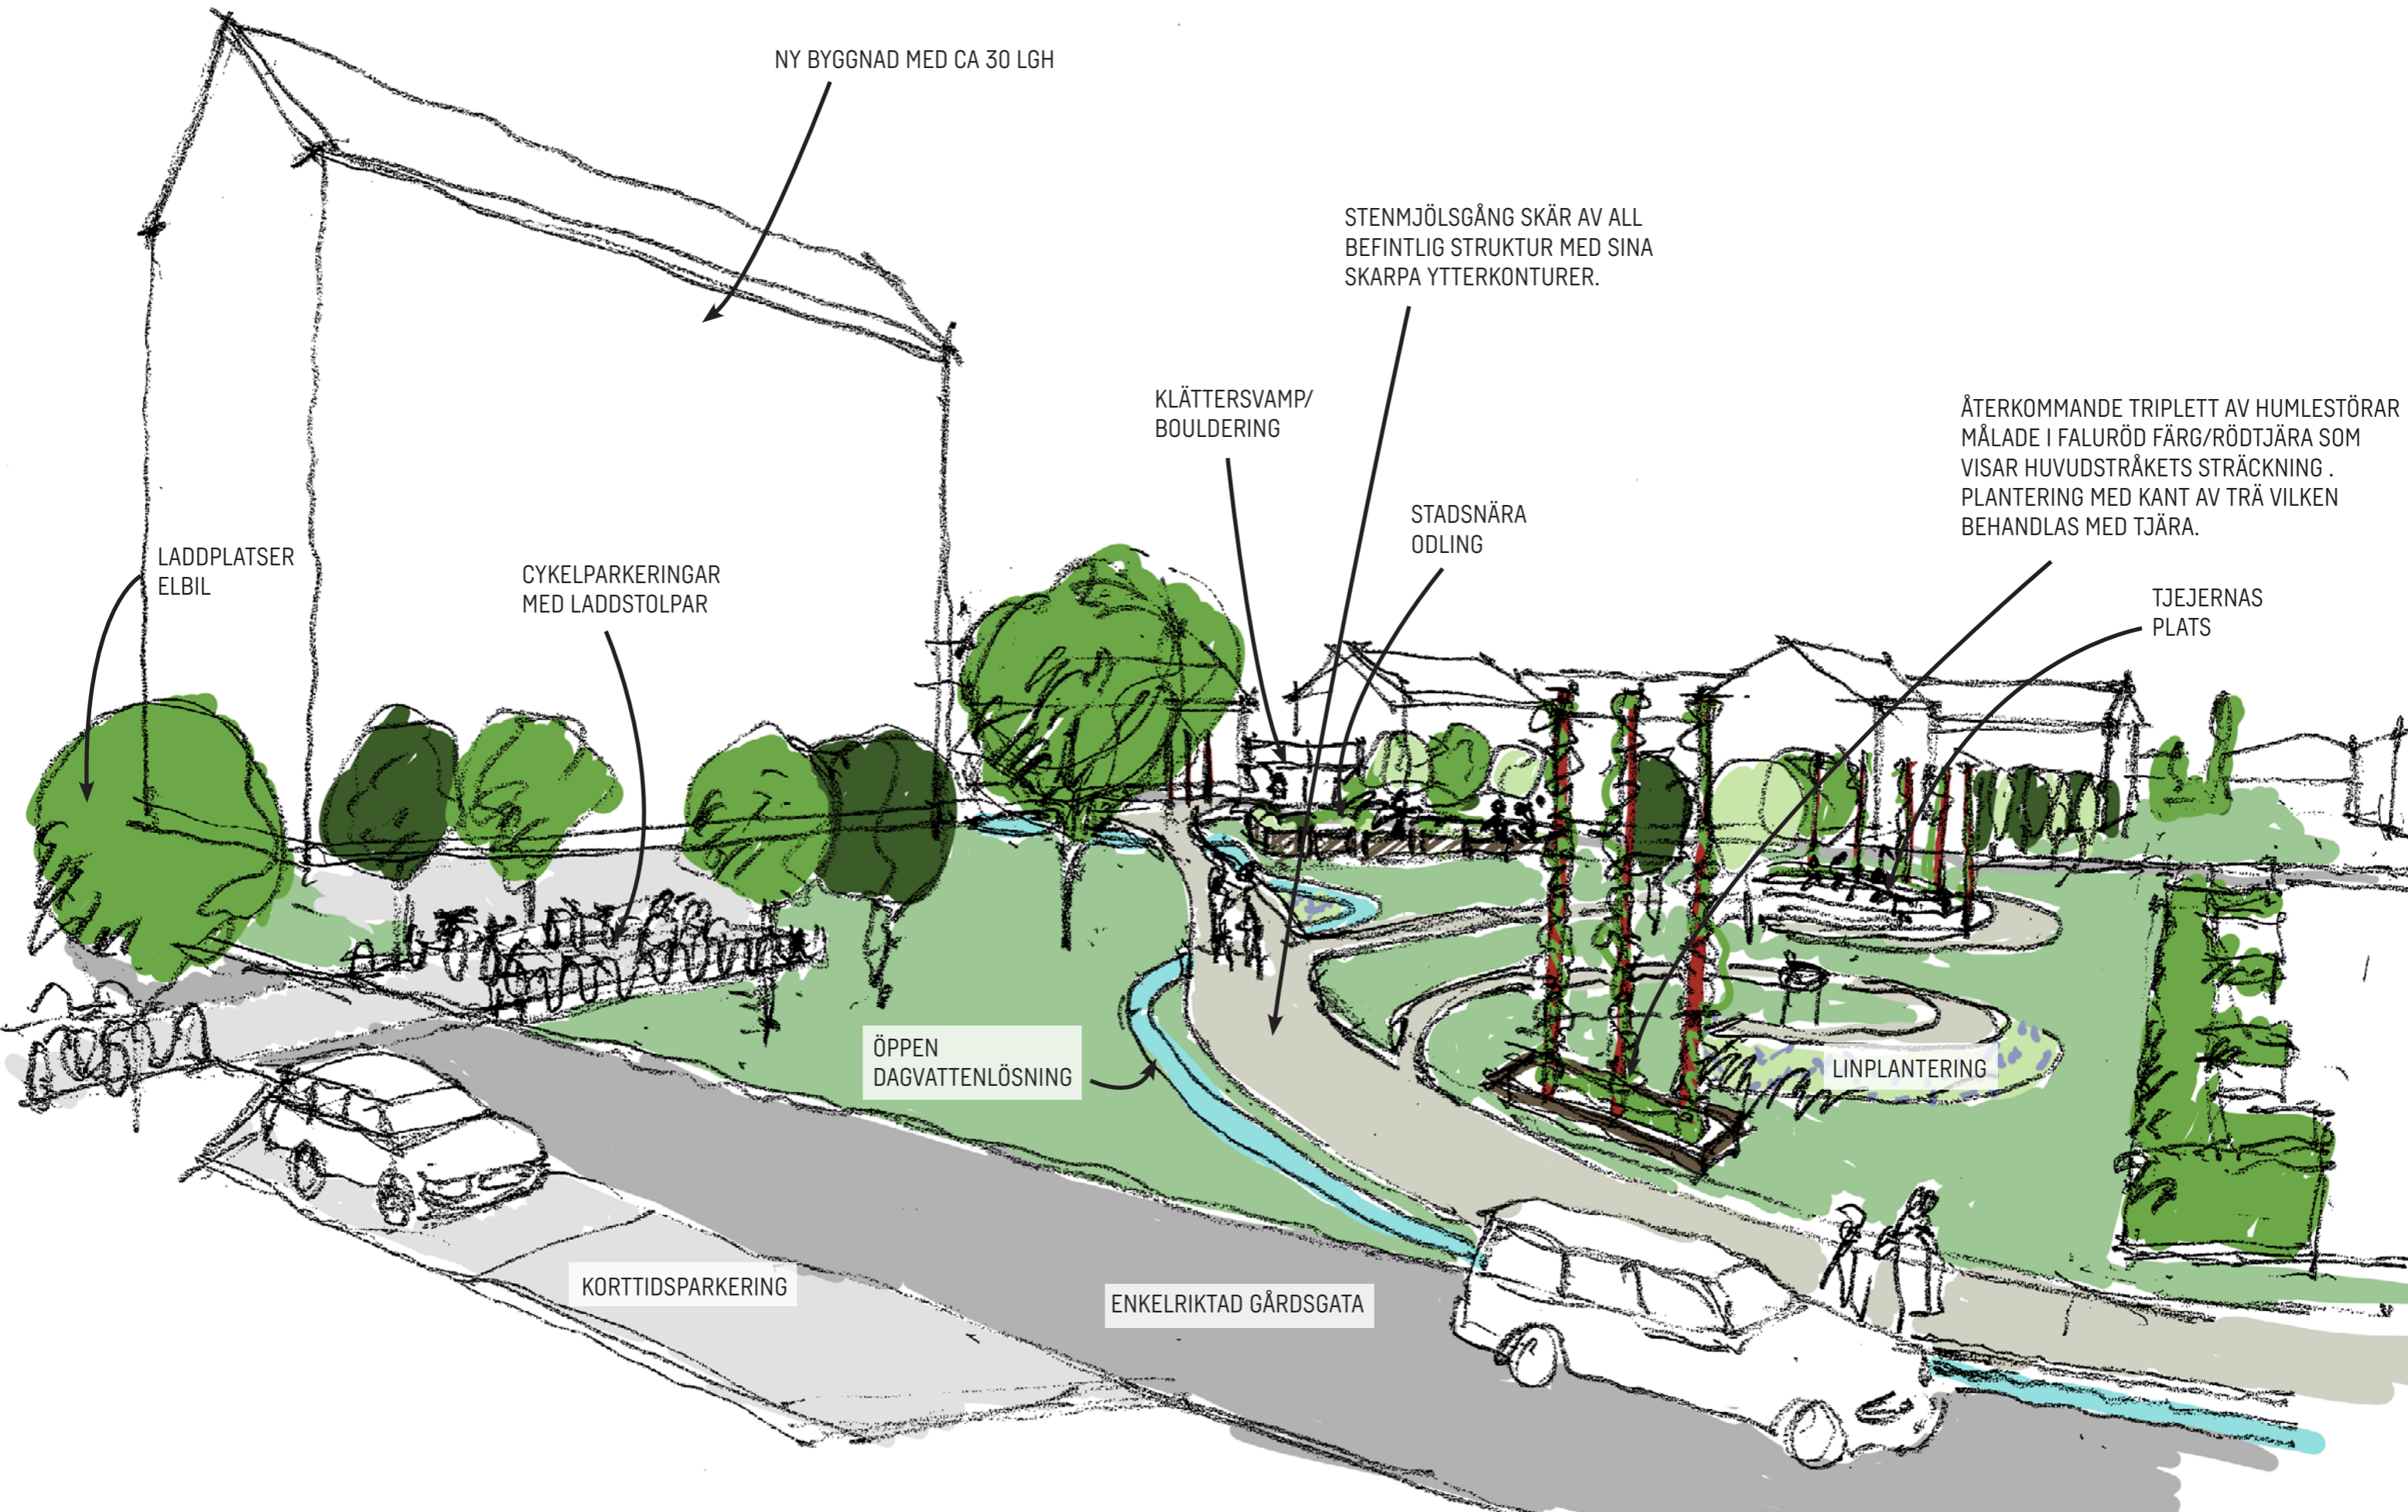 NY BYGGNAD MED CA 30 LGH
STENMJÖLSGÅNG SKÄR AV ALL
BEFINTLIG STRUKTUR MED SINA
SKARPA YTTERKONTURER.
KLÄTTERSVAMP/
BOULDERING
ÅTERKOMMANDE TRIPLETT AV HUMLESTÖRAR
MÅLADE I FALURÖD FÄRG/RÖDTJÄRA SOM
VISAR HUVUDSTRÅKETS STRÄCKNING .
PLANTERING MED KANT AV TRÄ VILKEN
BEHANDLAS MED TJÄRA.
STADSNÄRA
ODLING
LADDPLATSER
ELBIL
CYKELPARKERINGAR
MED LADDSTOLPAR
TJEJERNAS
PLATS
ÖPPEN
DAGVATTENLÖSNING
LINPLANTERING
KORTTIDSPARKERING
ENKELRIKTAD GÅRDSGATA